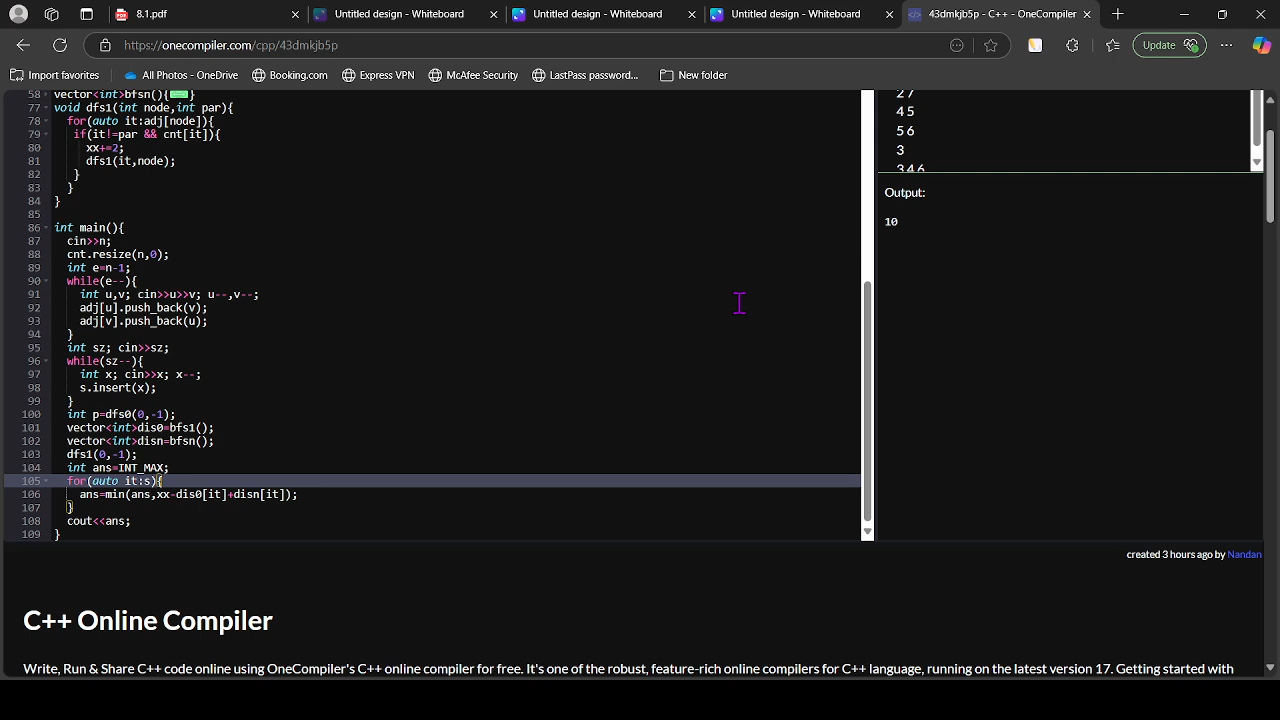 8.1.pdf
Untitled design - Whiteboard
Untitled design - Whiteboard
Untitled design - Whiteboard
43dmkjb5p - C++ - OneCompiler
https://onecompiler.com/cpp/43dmkjb5p
Update
Import favorites
All Photos - OneDrive
Booking.com
Express VPN
McAfee Security
LastPass password...
New folder
58 vector<int>bfsn(){ }
77 void dfs1(int node,int par){
78 for(auto it:adj[node]){
79 if(it!=par && cnt[it]){
80 xx+=2;
81 dfs1(it,node);
82 }
83 }
84 }
85
86 int main(){
87 cin>>n;
88 cnt.resize(n,0);
89 int e=n-1;
90 while(e--){
91 int u,v; cin>>u>>v; u--,v--;
92 adj[u].push_back(v);
93 adj[v].push_back(u);
94 }
95 int sz; cin>>sz;
96 while(sz--){
97 int x; cin>>x; x--;
98 s.insert(x);
99 }
100 int p=dfs0(0,-1);
101 vector<int>dis0=bfs1();
102 vector<int>disn=bfsn();
103 dfs1(0,-1);
104 int ans=INT_MAX;
105 for(auto it:s){
106 ans=min(ans,xx-dis0[it]+disn[it]);
107 }
108 cout<<ans;
109 }
2 7
4 5
5 6
3
3 4 6
Output:
10
created 3 hours ago by Nandan
C++ Online Compiler
Write, Run & Share C++ code online using OneCompiler's C++ online compiler for free. It's one of the robust, feature-rich online compilers for C++ language, running on the latest version 17. Getting started with